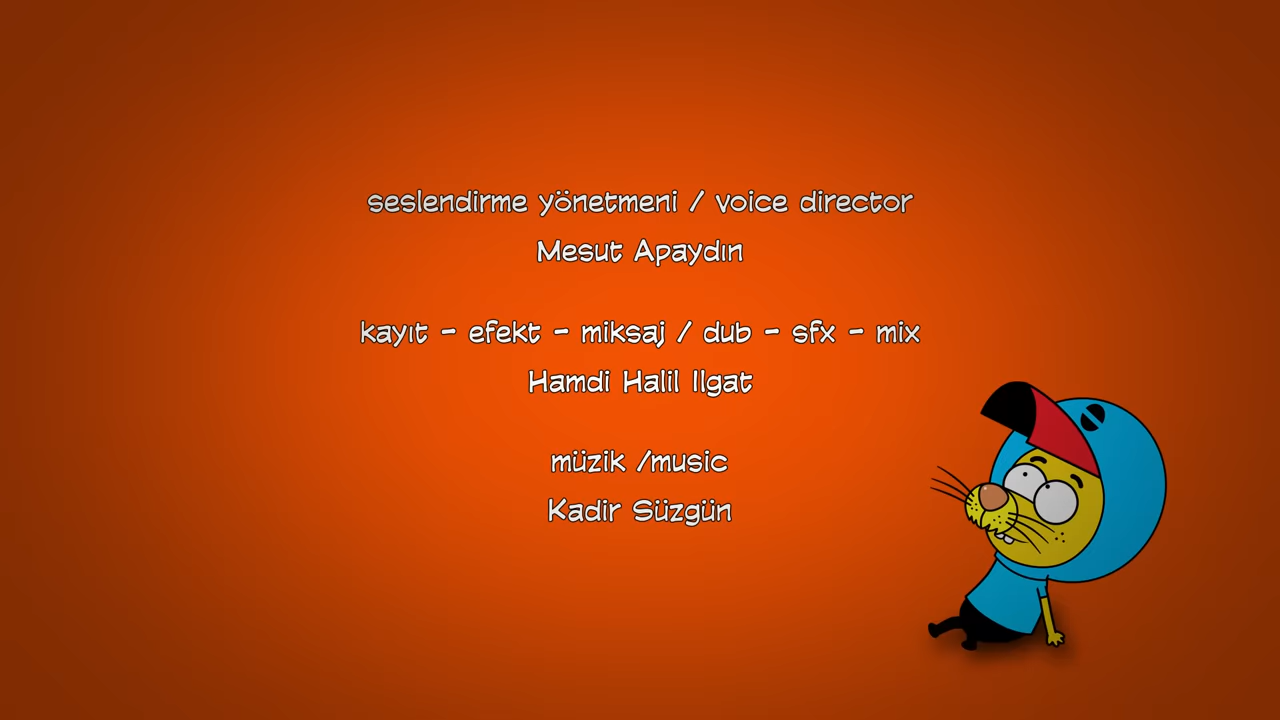 seslendirme yönetmeni / voice director
Mesut Apaydın
kayıt - efekt - miksaj / dub - sfx - mix
Hamdi Halil Ilgat
müzik /music
Kadir Süzgün